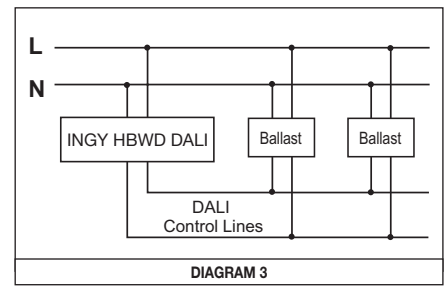 L
N
INGY HBWD DALI
Ballast
Ballast
DALI
Control Lines
DIAGRAM 3